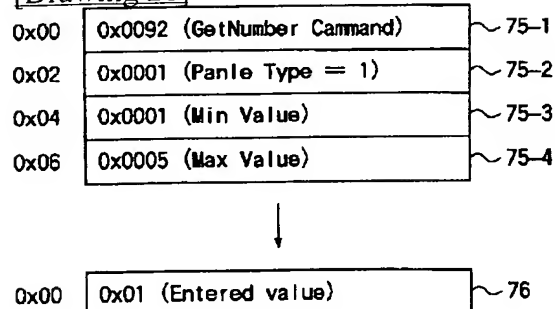 0x00 0x0092 (GetNumber Cammand) 75-1
0x02 0x0001 (Panle Type = 1) 75-2
0x04 0x0001 (Min Value) 75-3
0x06 0x0005 (Max Value) 75-4
0x00 0x01 (Entered value) 76